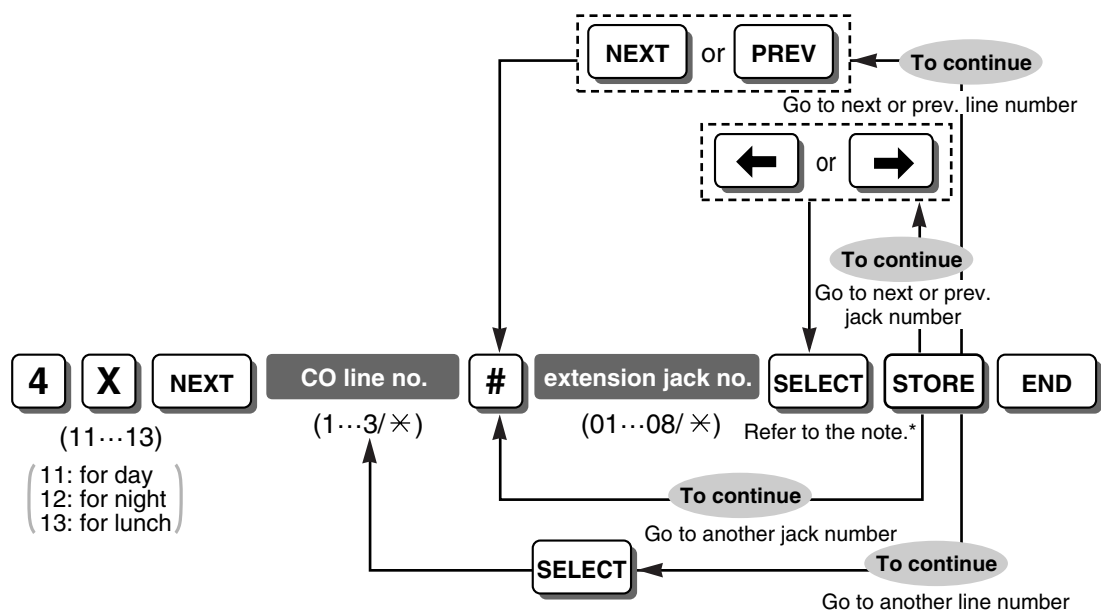 NEXT or PREV
To continue
Go to next or prev. line number
← or →
To continue
Go to next or prev.
jack number
4 X NEXT CO line no. # extension jack no. SELECT STORE END
(11…13) (1…3/✳) (01…08/✳) Refer to the note.*
11: for day
12: for night
13: for lunch
To continue
Go to another jack number
SELECT
To continue
Go to another line number